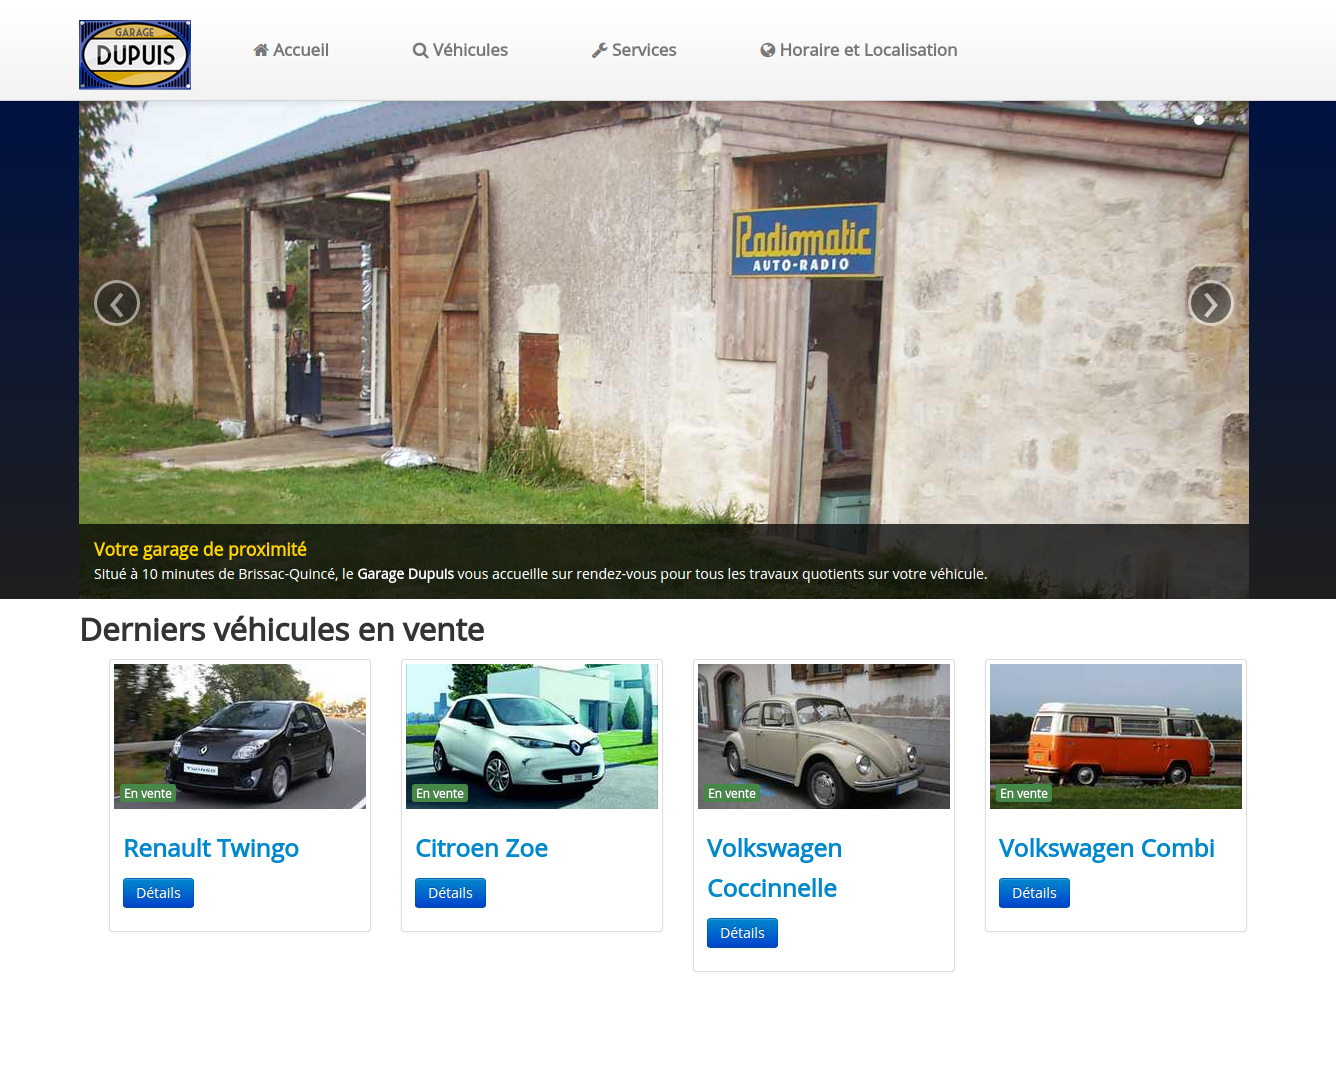 GARAGE
DUPUIS
Accueil
Véhicules
Services
Horaire et Localisation
Radiomatic
AUTO-RADIO
Votre garage de proximité
Situé à 10 minutes de Brissac-Quincé, le Garage Dupuis vous accueille sur rendez-vous pour tous les travaux quotients sur votre véhicule.
Derniers véhicules en vente
TWINGO
En vente
ZOE
En vente
En vente
En vente
Renault Twingo
Détails
Citroen Zoe
Détails
Volkswagen
Coccinnelle
Détails
Volkswagen Combi
Détails